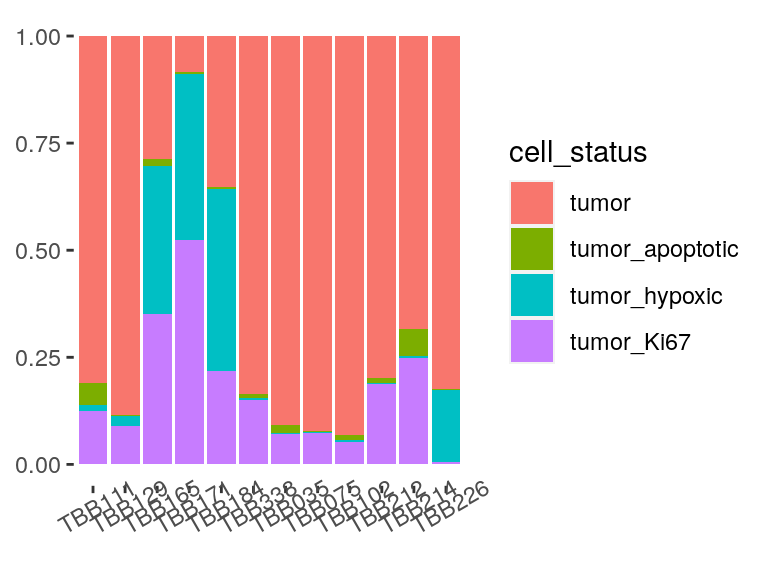 1.00
0.75
0.50
0.25
0.00
TBB111
TBB129
TBB165
TBB171
TBB184
TBB338
TBB035
TBB075
TBB102
TBB212
TBB214
TBB226
cell_status
tumor
tumor_apoptotic
tumor_hypoxic
tumor_Ki67